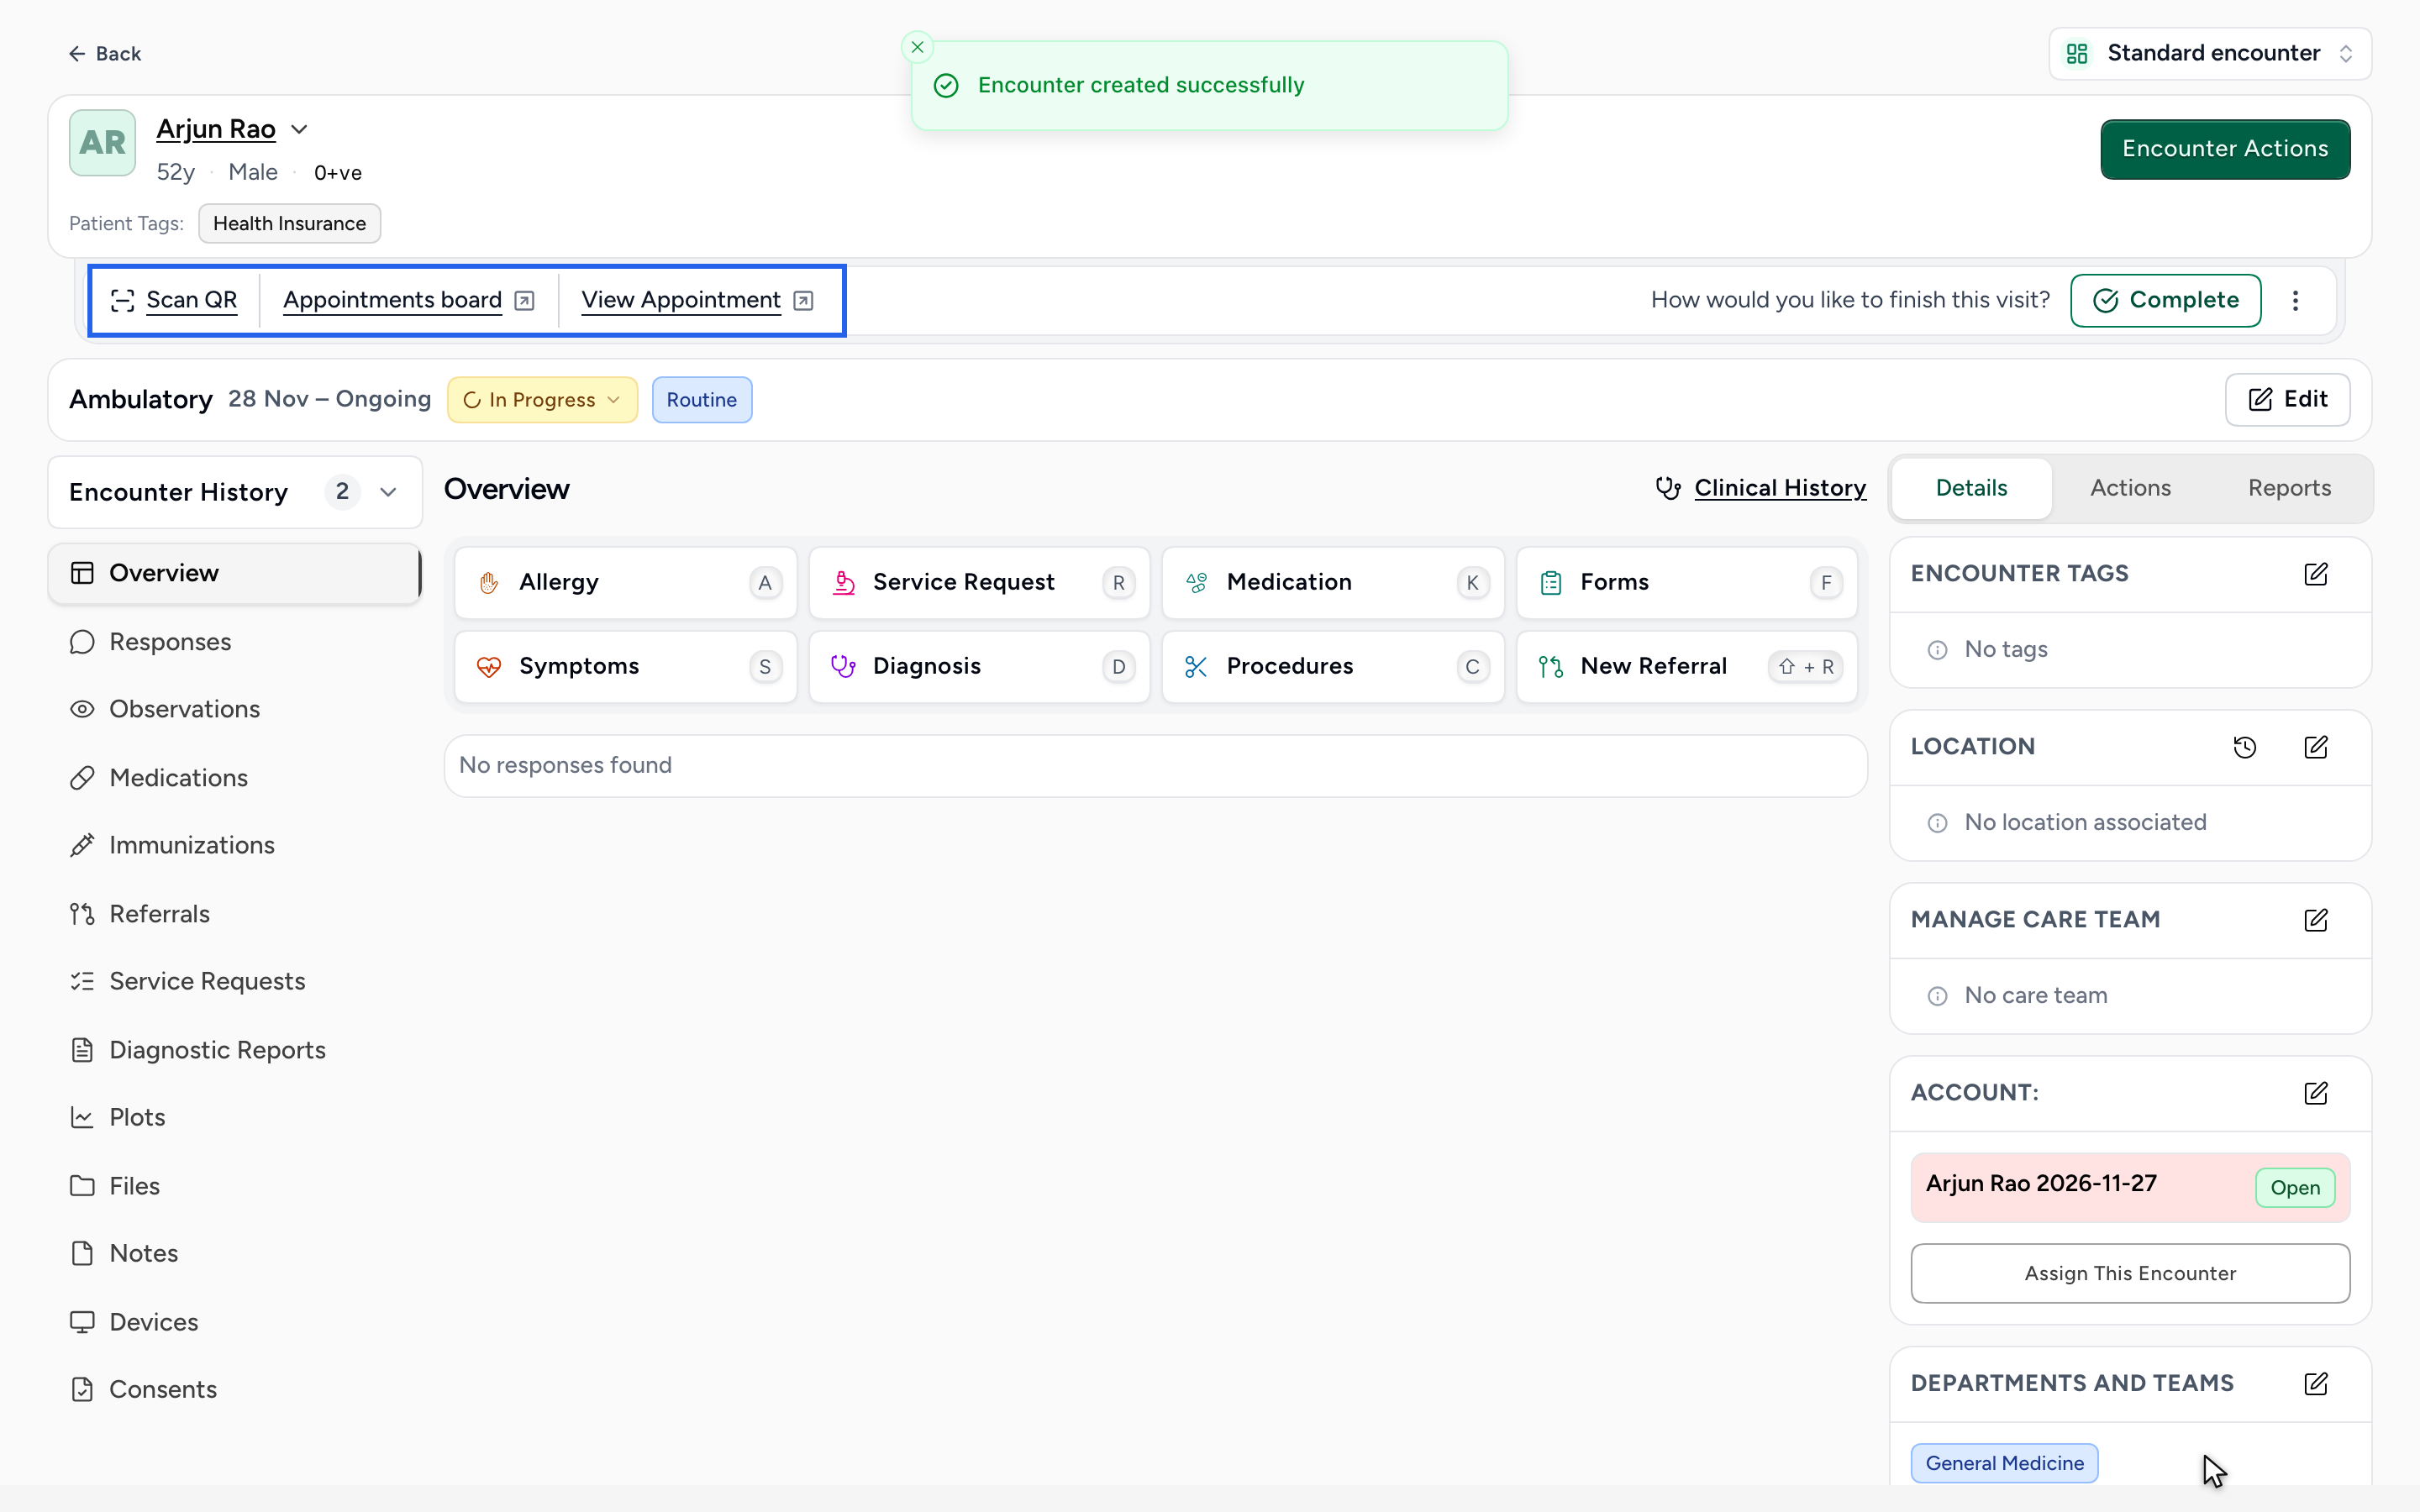 Back
Encounter created successfully
Standard encounter
AR
Arjun Rao
52y · Male · 0+ve
Encounter Actions
Patient Tags: Health Insurance
Scan QR
Appointments board
View Appointment
How would you like to finish this visit?
Complete
Ambulatory 28 Nov – Ongoing In Progress Routine
Edit
Encounter History 2
Overview
Responses
Observations
Medications
Immunizations
Referrals
Service Requests
Diagnostic Reports
Plots
Files
Notes
Devices
Consents
Overview
Clinical History
Allergy A
Service Request R
Medication K
Forms F
Symptoms S
Diagnosis D
Procedures C
New Referral ⇧ + R
No responses found
Details
Actions
Reports
ENCOUNTER TAGS
No tags
LOCATION
No location associated
MANAGE CARE TEAM
No care team
ACCOUNT:
Arjun Rao 2026-11-27 Open
Assign This Encounter
DEPARTMENTS AND TEAMS
General Medicine